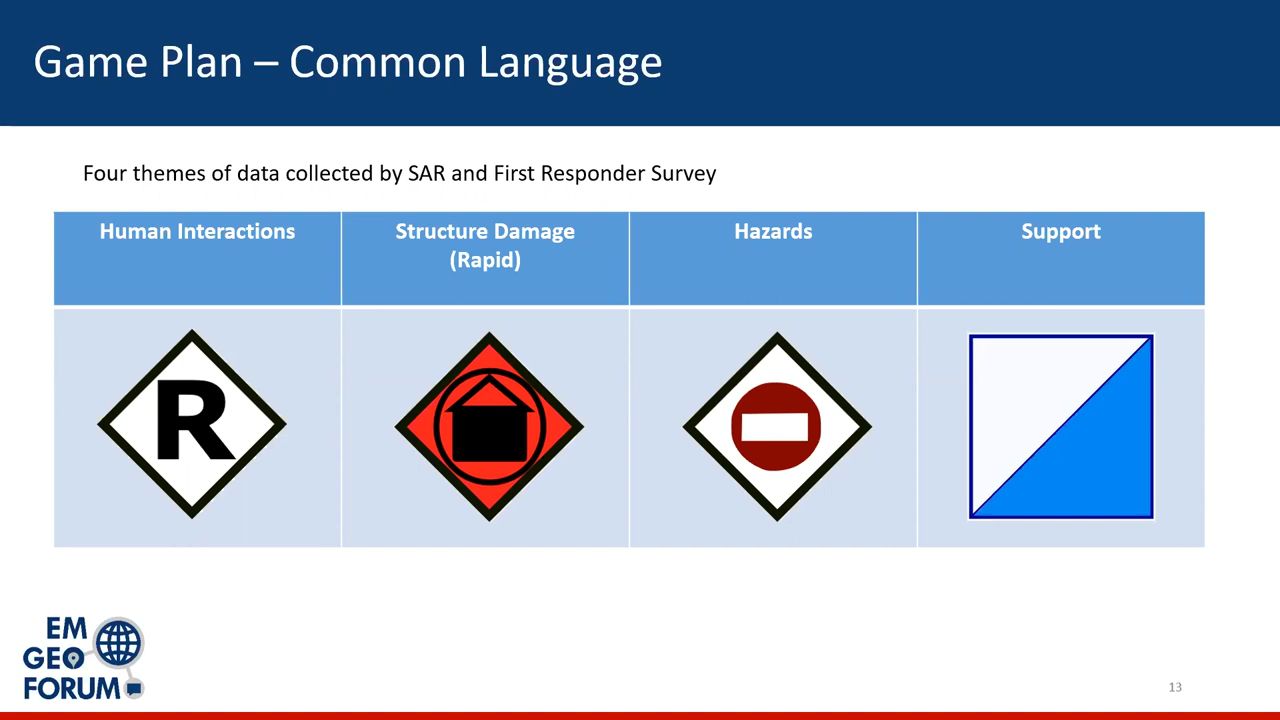 Game Plan – Common Language
Four themes of data collected by SAR and First Responder Survey
Human Interactions
Structure Damage
(Rapid)
Hazards
Support
R
EM
GEO
FORUM
13